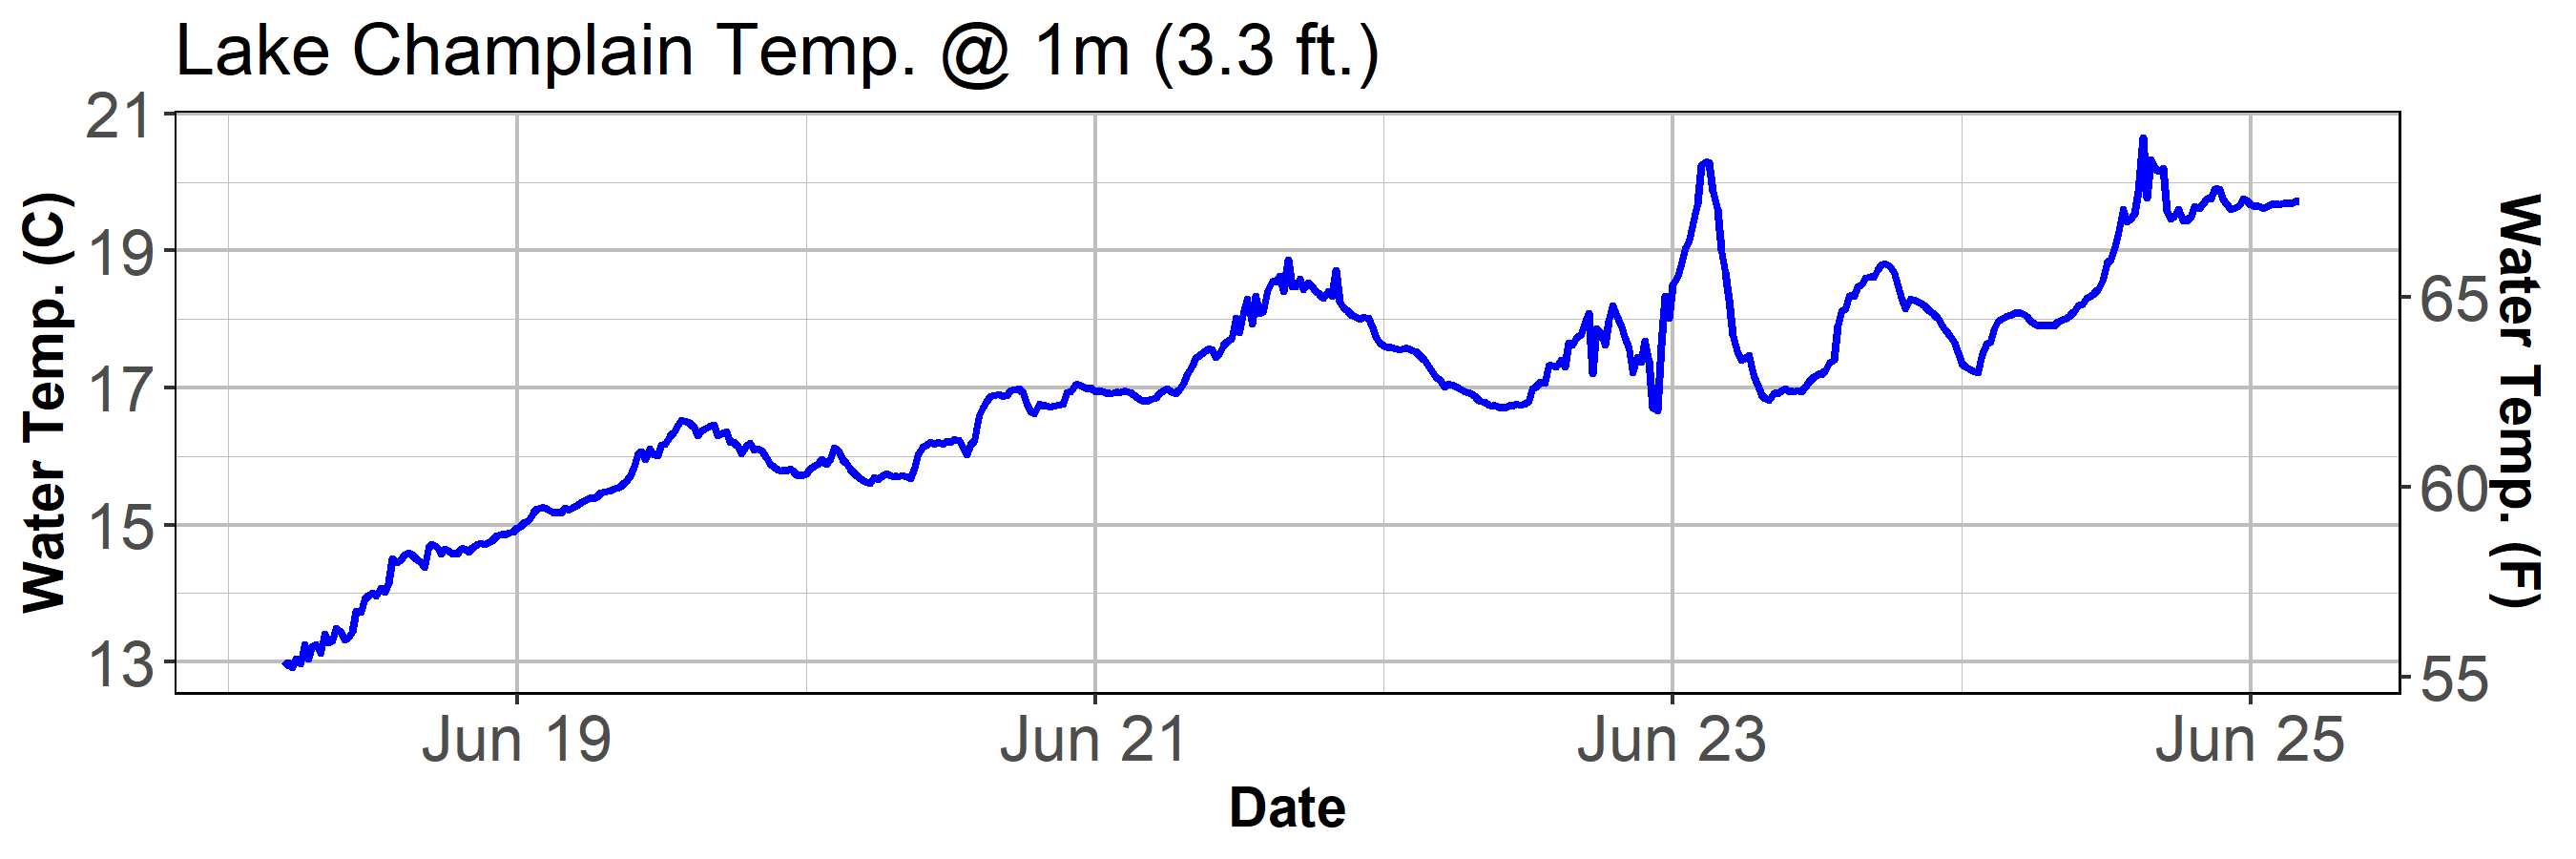 Lake Champlain Temp. @ 1m (3.3 ft.)
Water Temp. (C)
21
19
17
15
13
65
60
55
Water Temp. (F)
Jun 19
Jun 21
Jun 23
Jun 25
Date